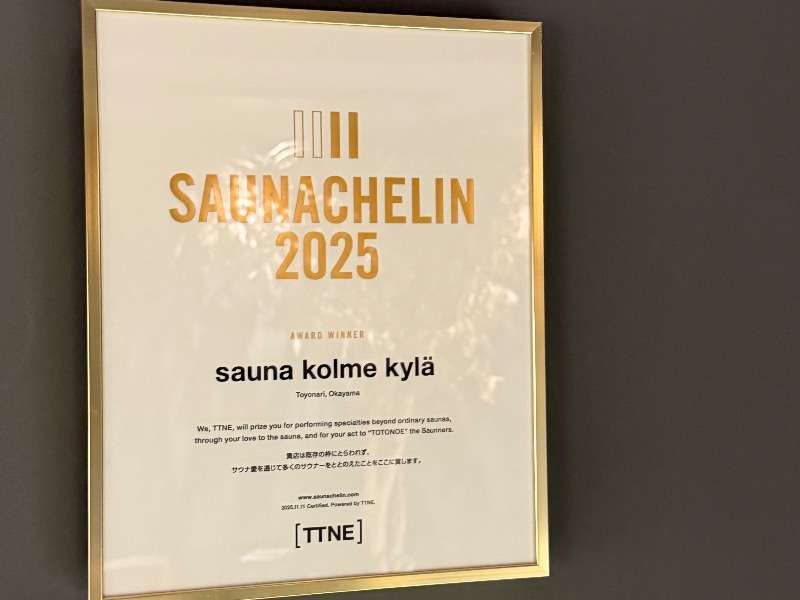 SAUNACHELIN
2025
AWARD WINNER
sauna kolme kylä
Toyonari, Okayama
We, TTNE, will prize you for performing specialties beyond ordinary saunas,
through your love to the sauna, and for your act to "TOTONOE" the Saunners.
貴店は既存の枠にとらわれず、
サウナ愛を通じて多くのサウナーをととのえたことをここに賞します。
www.saunachelin.com
2025.11.11 Certified. Powered by TTNE.
[TTNE]